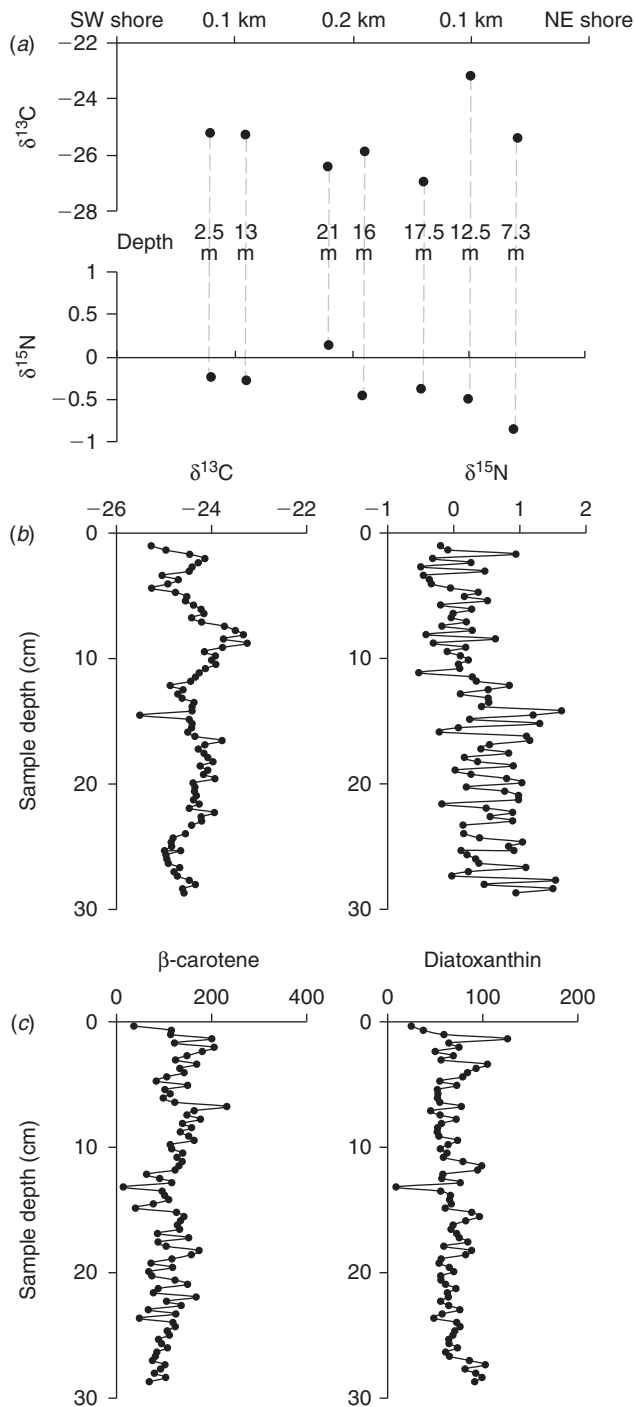 SW shore 0.1 km 0.2 km 0.1 km NE shore
(a)
−22
−24
−26
−28
δ13C
Depth 2.5 m 13 m 21 m 16 m 17.5 m 12.5 m 7.3 m
1
0.5
0
−0.5
−1
δ15N
δ13C δ15N
−26 −24 −22 −1 0 1 2
(b)
0 0
10 10
20 20
30 30
Sample depth (cm)
β-carotene Diatoxanthin
0 200 400 0 100 200
(c)
0 0
10 10
20 20
30 30
Sample depth (cm)